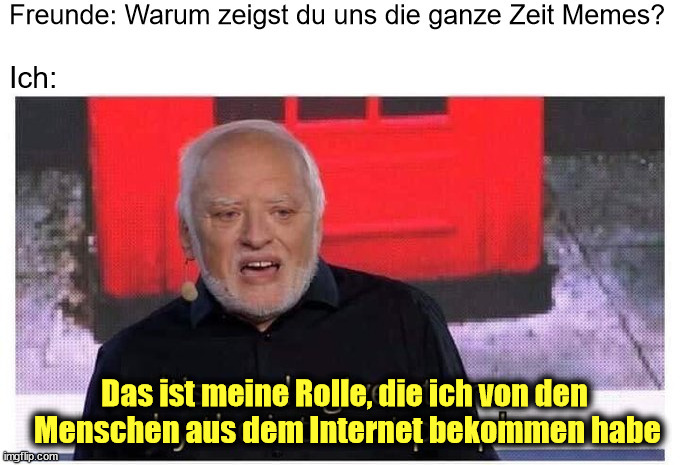 Freunde: Warum zeigst du uns die ganze Zeit Memes?
Ich:
Das ist meine Rolle, die ich von den
Menschen aus dem Internet bekommen habe
imgflip.com